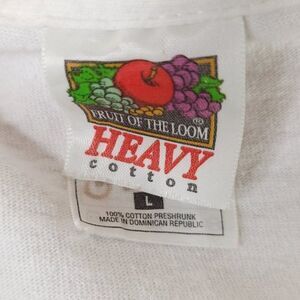 FRUIT OF THE LOOM
®
HEAVY
cotton
L
100% COTTON PRESHRUNK
MADE IN DOMINICAN REPUBLIC